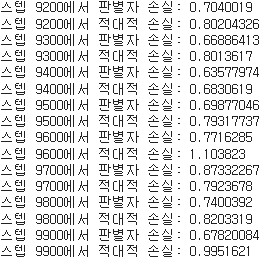 스텝 9200에서 판별자 손실: 0.7040019
스텝 9200에서 적대적 손실: 0.80204326
스텝 9300에서 판별자 손실: 0.66886413
스텝 9300에서 적대적 손실: 0.8013617
스텝 9400에서 판별자 손실: 0.63577974
스텝 9400에서 적대적 손실: 0.6830619
스텝 9500에서 판별자 손실: 0.69877046
스텝 9500에서 적대적 손실: 0.79317737
스텝 9600에서 판별자 손실: 0.7716285
스텝 9600에서 적대적 손실: 1.103823
스텝 9700에서 판별자 손실: 0.87332267
스텝 9700에서 적대적 손실: 0.7923678
스텝 9800에서 판별자 손실: 0.7400392
스텝 9800에서 적대적 손실: 0.8203319
스텝 9900에서 판별자 손실: 0.67820084
스텝 9900에서 적대적 손실: 0.9951621